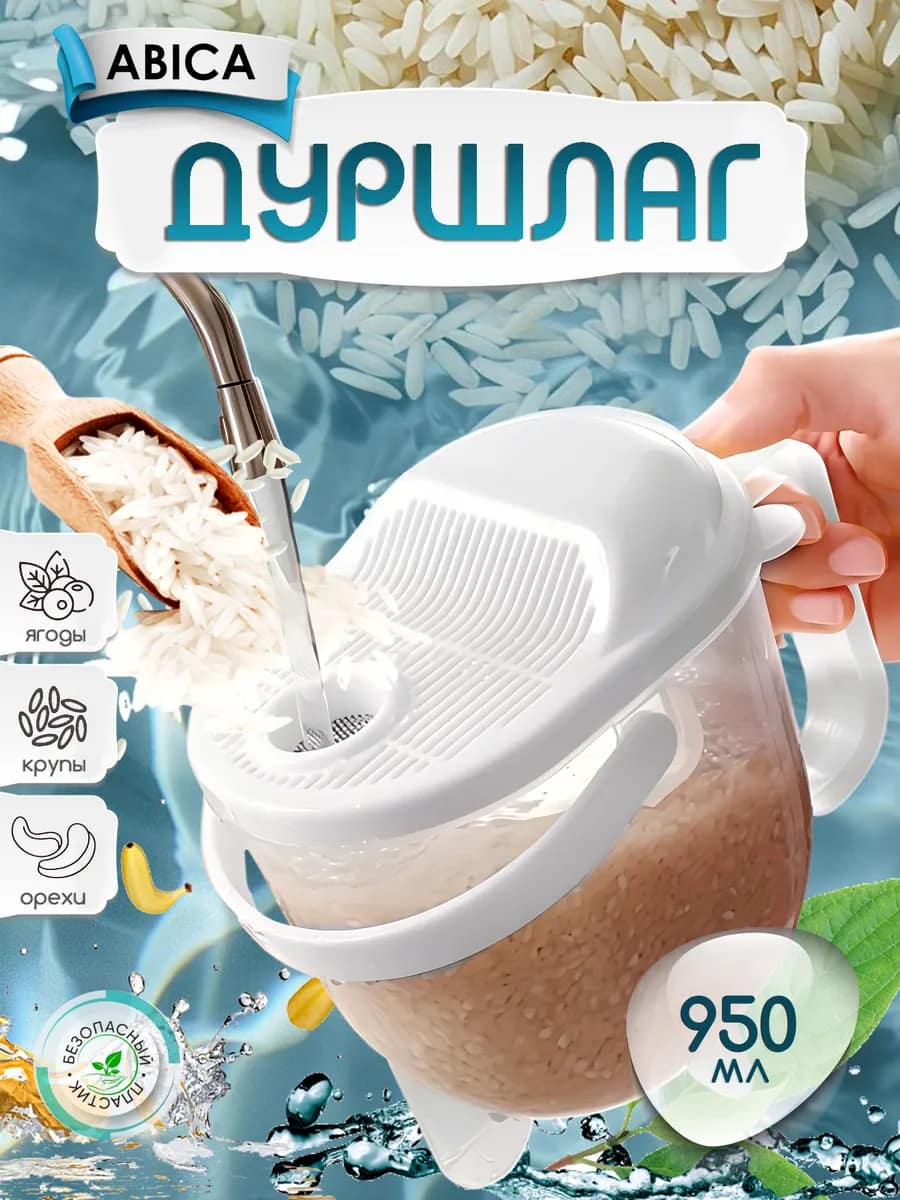 ABICA
ДУРШЛАГ
ягоды
крупы
орехи
БЕЗОПАСНЫЙ
ПЛАСТИК
950
МЛ